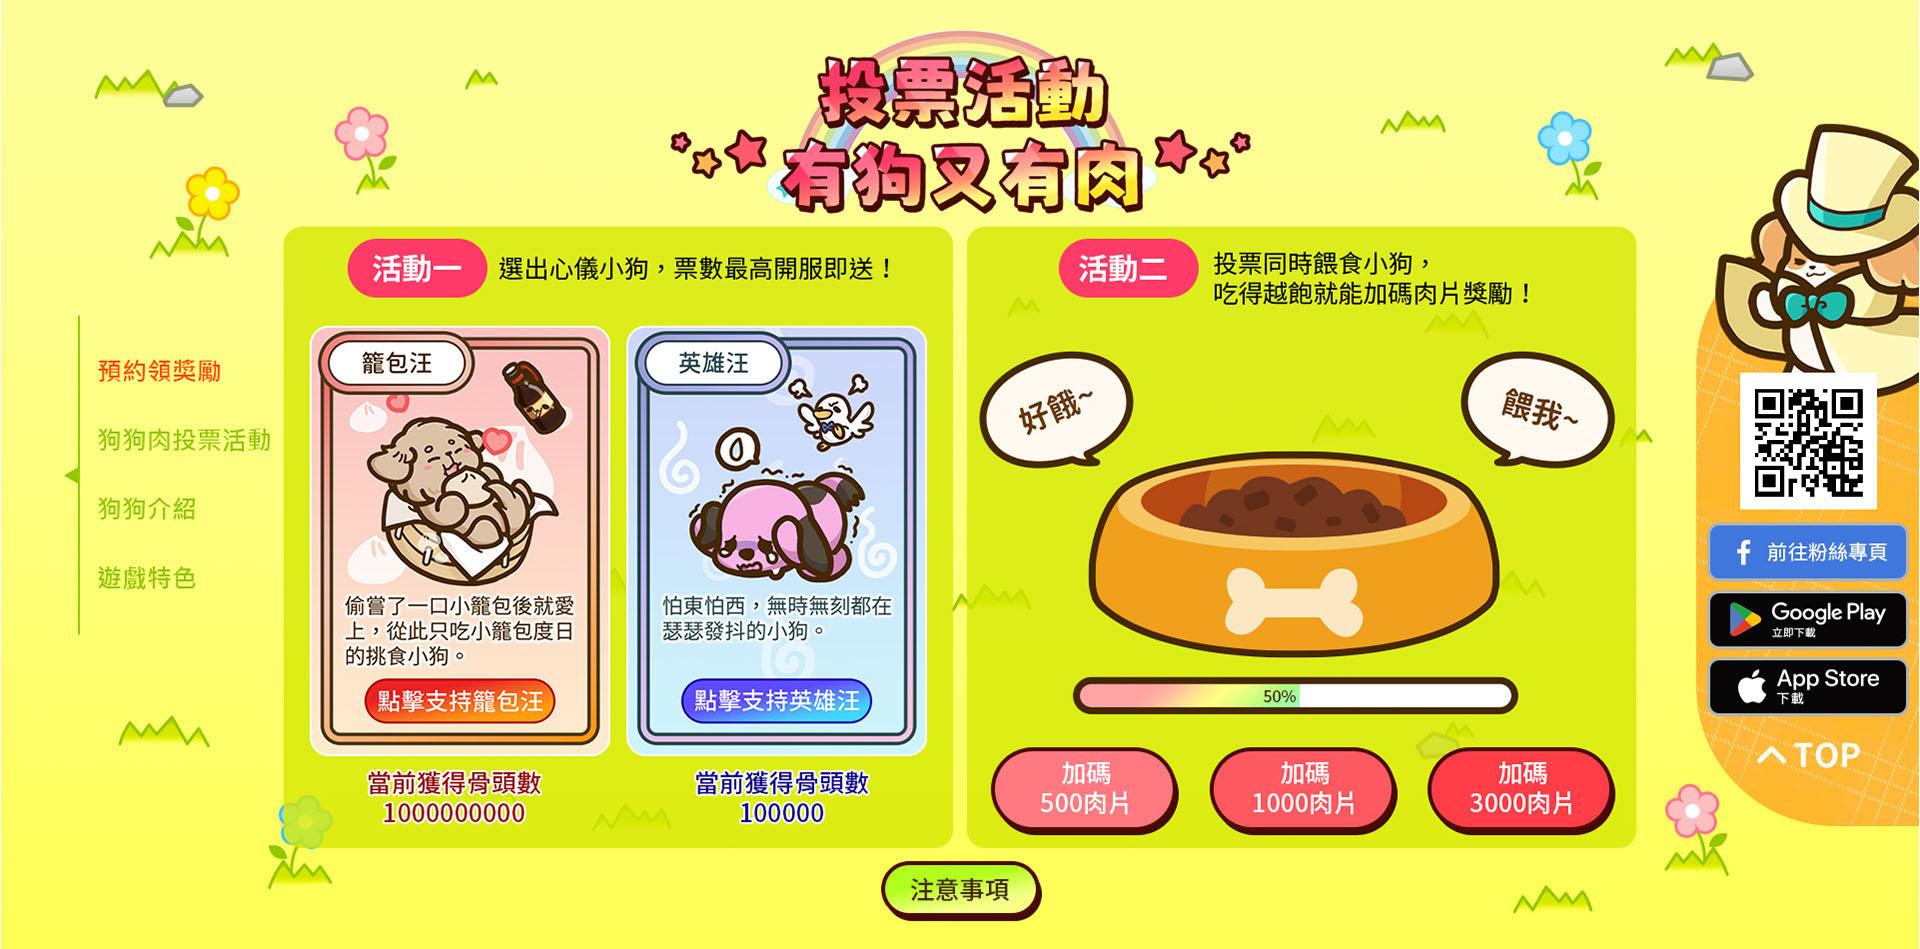 投票活動
有狗又有肉
活動一
選出心儀小狗，票數最高開服即送！
籠包汪
偷嘗了一口小籠包後就愛
上，從此只吃小籠包度日
的挑食小狗。
點擊支持籠包汪
當前獲得骨頭數
1000000000
英雄汪
怕東怕西，無時無刻都在
瑟瑟發抖的小狗。
點擊支持英雄汪
當前獲得骨頭數
100000
活動二
投票同時餵食小狗，
吃得越飽就能加碼肉片獎勵！
好餓~
餵我~
50%
加碼
500肉片
加碼
1000肉片
加碼
3000肉片
注意事項
預約領獎勵
狗狗肉投票活動
狗狗介紹
遊戲特色
前往粉絲專頁
Google Play
立即下載
App Store
下載
TOP